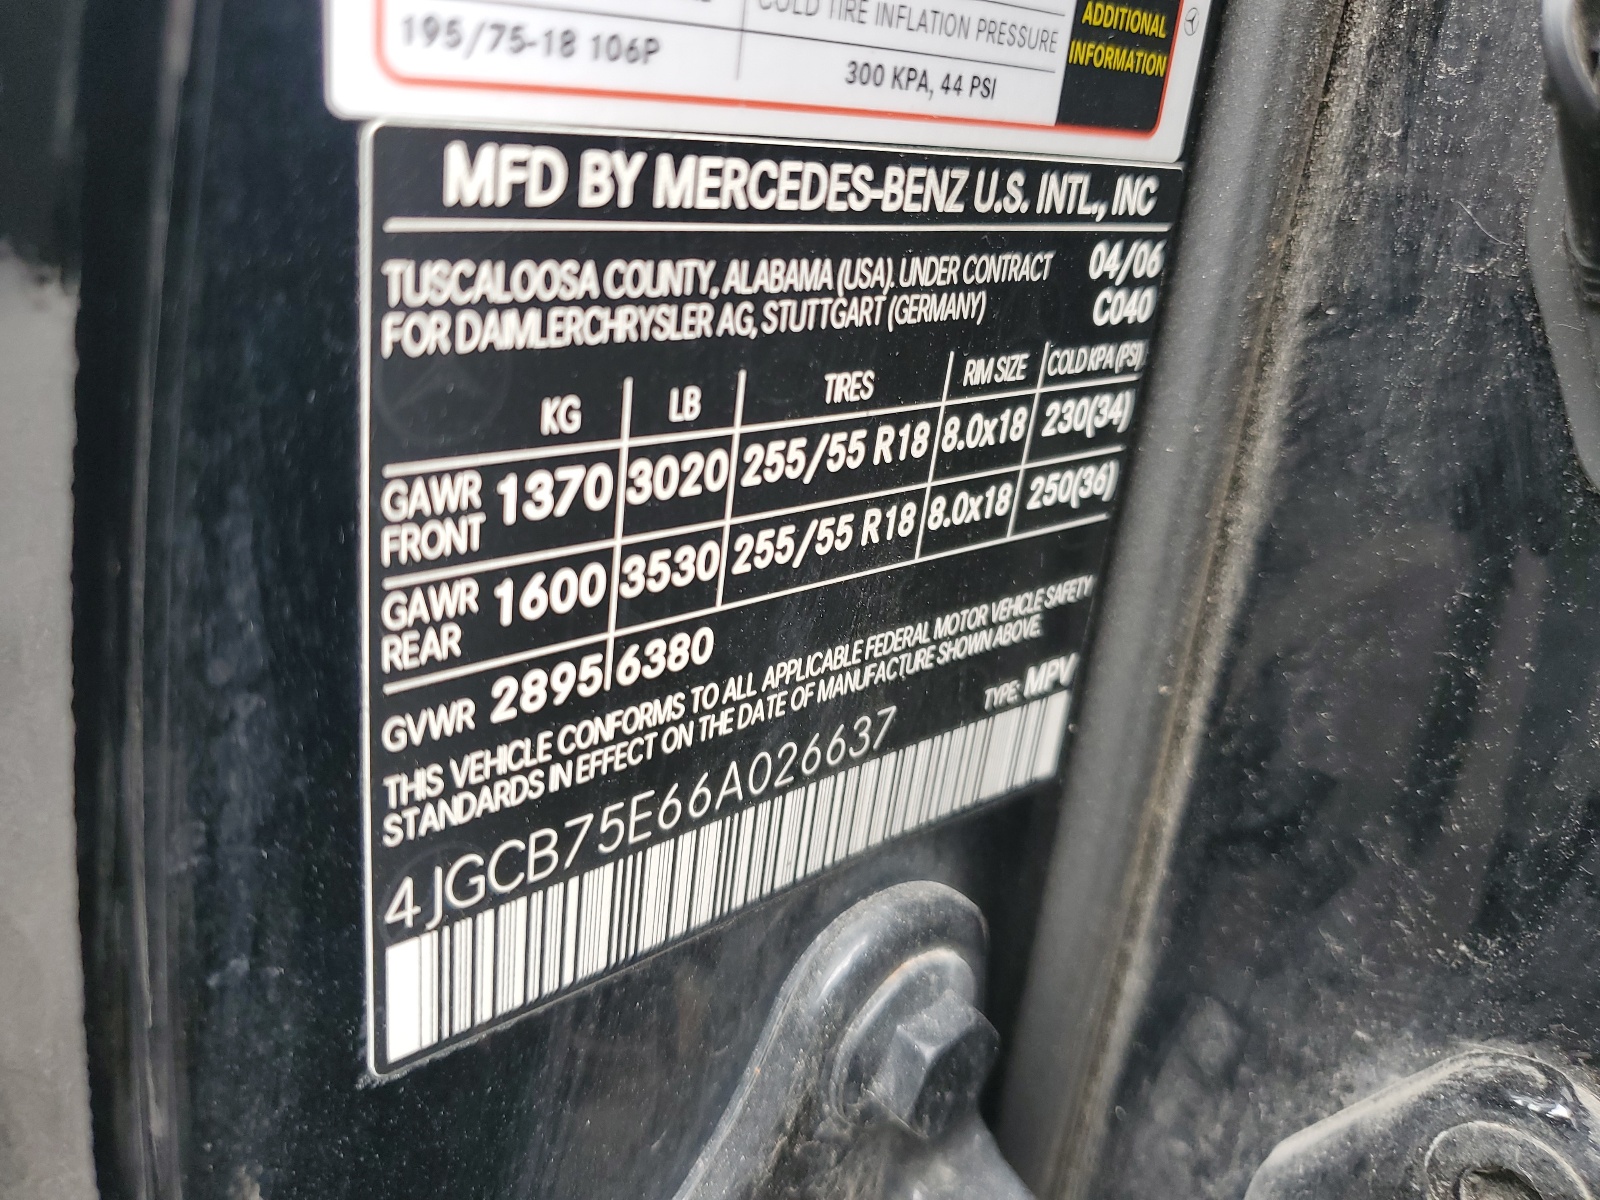 COLD TIRE INFLATION PRESSURE
195/75-18 106P
300 KPA, 44 PSI
ADDITIONAL
INFORMATION
MFD BY MERCEDES-BENZ U.S. INTL., INC
TUSCALOOSA COUNTY, ALABAMA (USA). UNDER CONTRACT 04/06
FOR DAIMLERCHRYSLER AG, STUTTGART (GERMANY) C040
KG LB TIRES RIM SIZE COLD KPA (PSI)
GAWR FRONT 1370 3020 255/55 R18 8.0x18 230(34)
GAWR REAR 1600 3530 255/55 R18 8.0x18 250(36)
GVWR 2895 6380
THIS VEHICLE CONFORMS TO ALL APPLICABLE FEDERAL MOTOR VEHICLE SAFETY
STANDARDS IN EFFECT ON THE DATE OF MANUFACTURE SHOWN ABOVE.
4JGCB75E66A026637 TYPE: MPV